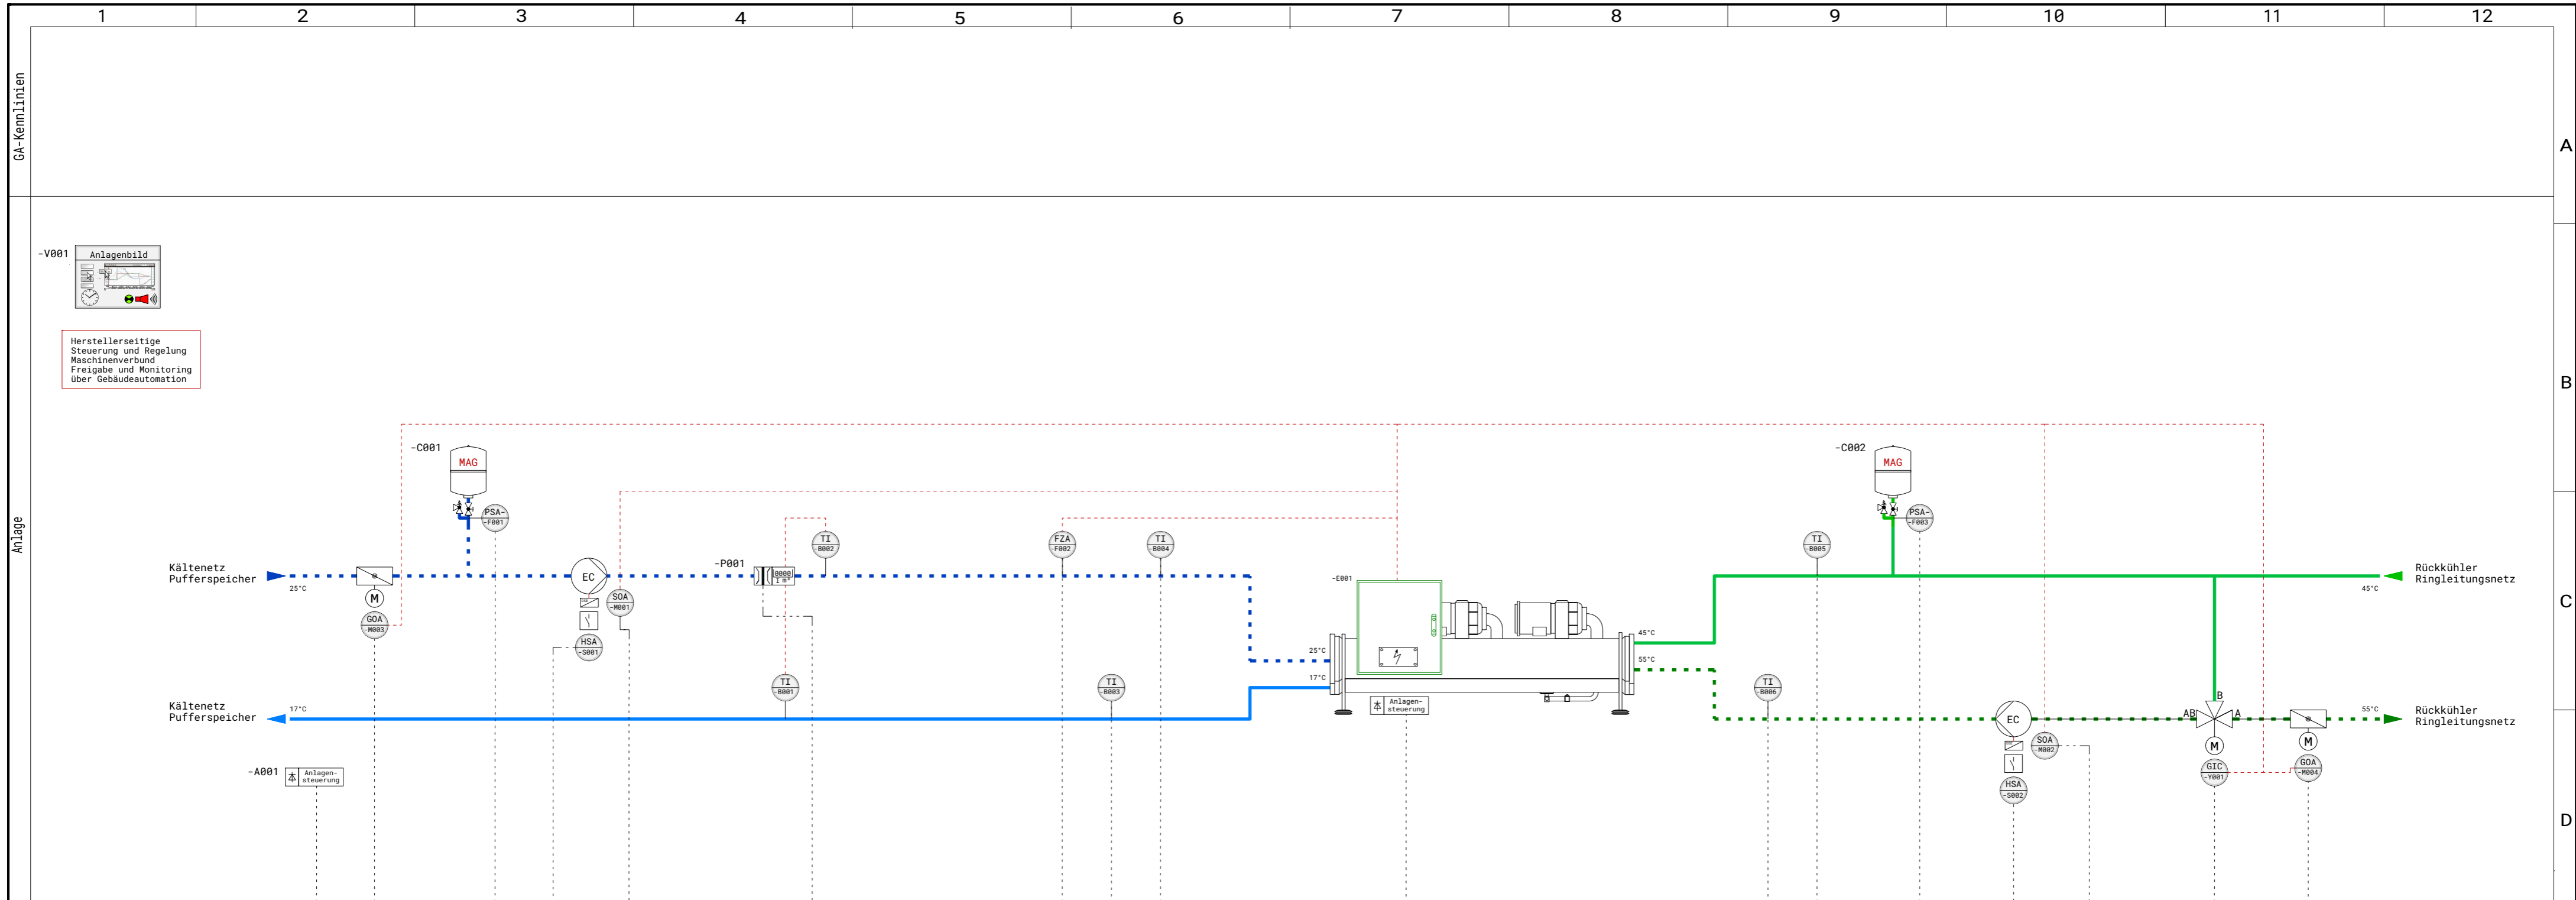 1 2 3 4 5 6 7 8 9 10 11 12
GA-Kennlinien
A
-V001
Anlagenbild
Herstellerseitige
Steuerung und Regelung
Maschinenverbund
Freigabe und Monitoring
über Gebäudeautomation
B
Anlage
-C001
MAG
-C002
MAG
PSA-
-F001
PSA-
-F003
TI
-B002
FZA
-F002
TI
-B004
TI
-B005
Kältenetz
Pufferspeicher
25°C
M
GOA
-M003
EC
SOA
-M001
HSA
-S001
-P001
0000
1 m³
-E001
25°C
17°C
45°C
55°C
Rückkühler
Ringleitungsnetz
45°C
C
Kältenetz
Pufferspeicher
17°C
TI
-B001
TI
-B003
Anlagen-
steuerung
TI
-B006
EC
SOA
-M002
HSA
-S002
AB
B
A
M
GIC
-Y001
M
GOA
-M004
55°C
Rückkühler
Ringleitungsnetz
-A001
Anlagen-
steuerung
D